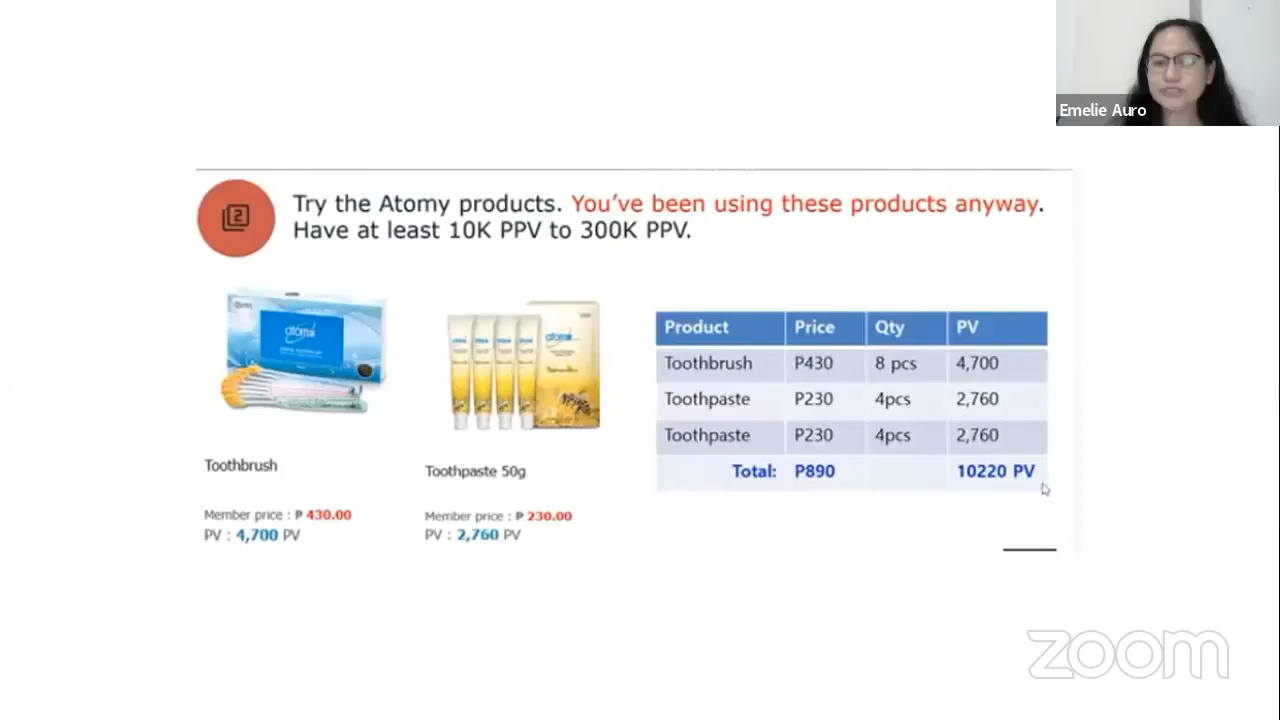 Emelie Auro
2
Try the Atomy products. You've been using these products anyway.
Have at least 10K PPV to 300K PPV.
atomy
atomy
Product Price Qty PV
Toothbrush P430 8 pcs 4,700
Toothpaste P230 4pcs 2,760
Toothpaste P230 4pcs 2,760
Total: P890 10220 PV
Toothbrush
Toothpaste 50g
Member price : ₱ 430.00
PV : 4,700 PV
Member price : ₱ 230.00
PV : 2,760 PV
zoom